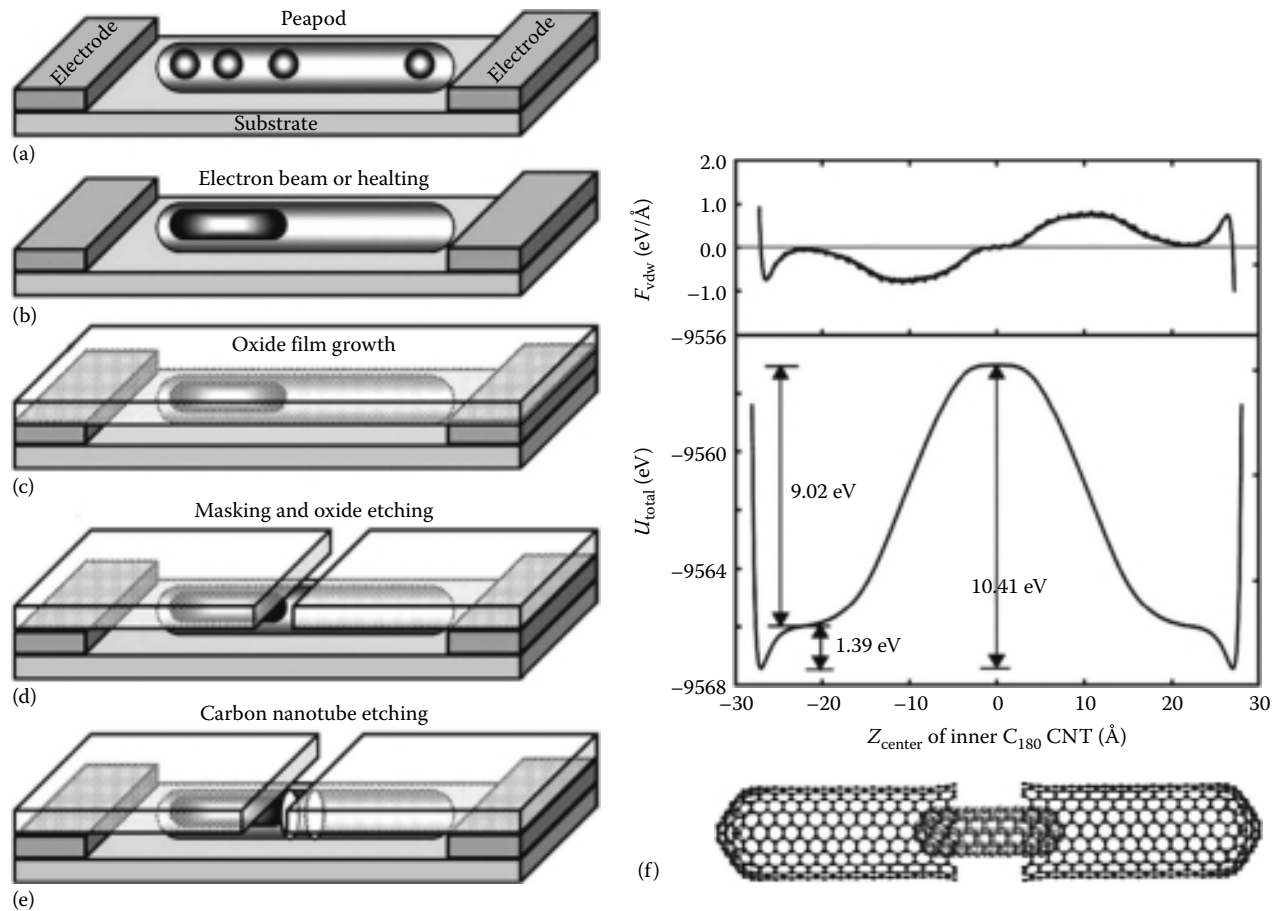 Peapod
Electrode
Electrode
Substrate
(a)
Electron beam or healting
(b)
Oxide film growth
(c)
Masking and oxide etching
(d)
Carbon nanotube etching
(e)
2.0
1.0
0.0
−1.0
F_vdw (eV/Å)
−9556
−9560
−9564
−9568
U_total (eV)
9.02 eV
10.41 eV
1.39 eV
−30 −20 −10 0 10 20 30
Z_center of inner C_180 CNT (Å)
(f)